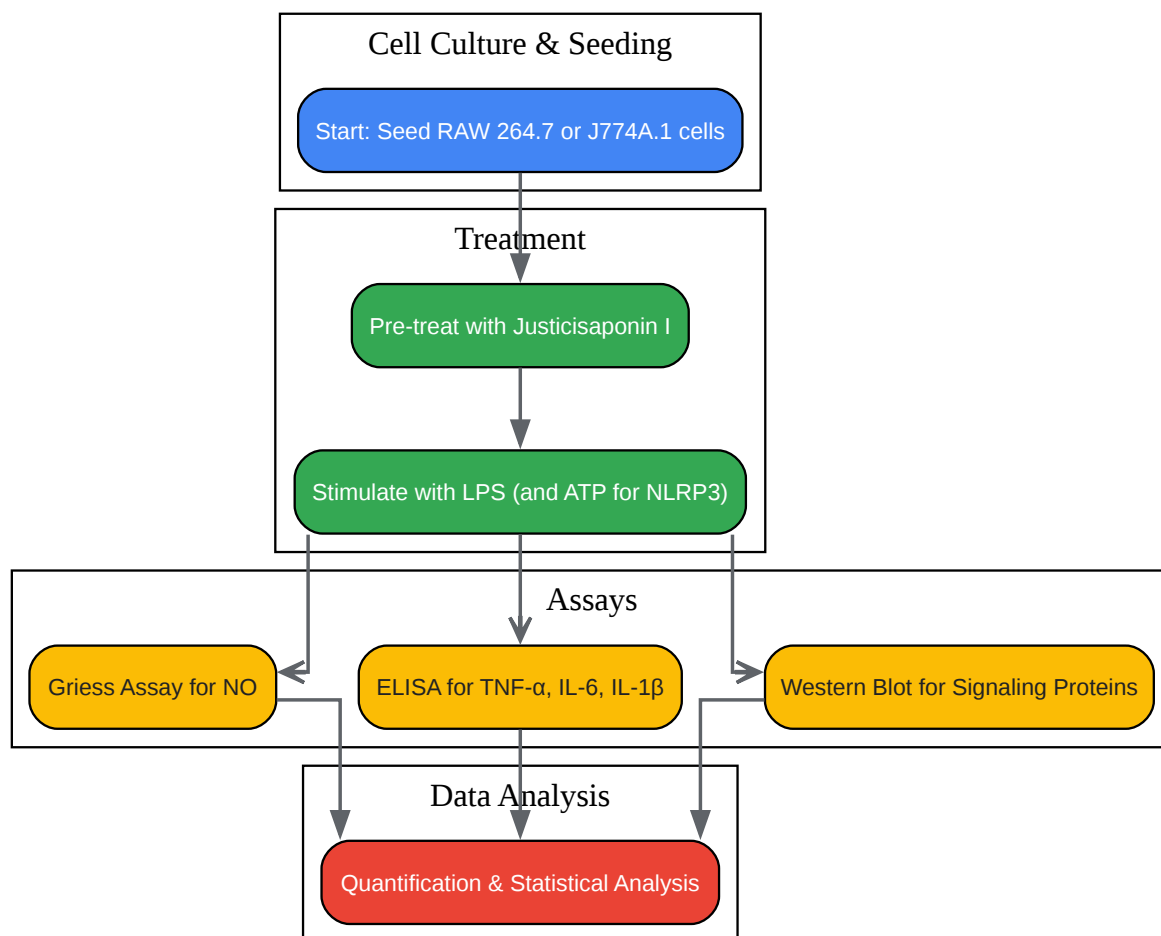 Cell Culture & Seeding
Start: Seed RAW 264.7 or J774A.1 cells
Treatment
Pre-treat with Justicisaponin I
Stimulate with LPS (and ATP for NLRP3)
Assays
Griess Assay for NO
ELISA for TNF-α, IL-6, IL-1β
Western Blot for Signaling Proteins
Data Analysis
Quantification & Statistical Analysis